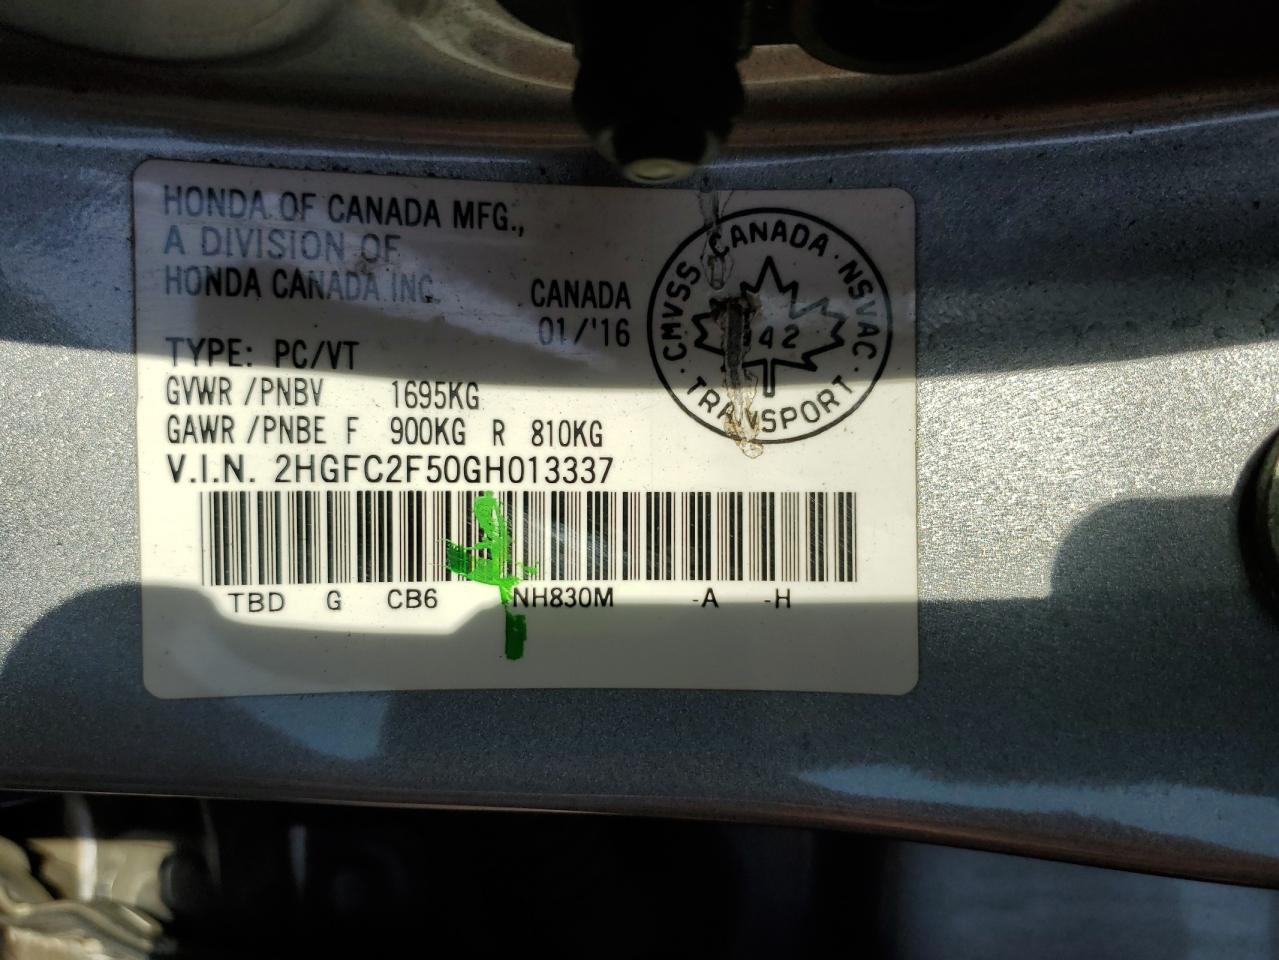 HONDA OF CANADA MFG.,
A DIVISION OF
HONDA CANADA INC.
CANADA
01/'16
TYPE: PC/VT
GVWR/PNBV 1695KG
GAWR/PNBE F 900KG R 810KG
V.I.N. 2HGFC2F50GH013337
TBD G CB6 NH830M -A -H
CANADA · NSVAC · TRANSPORT · CMVSS
142